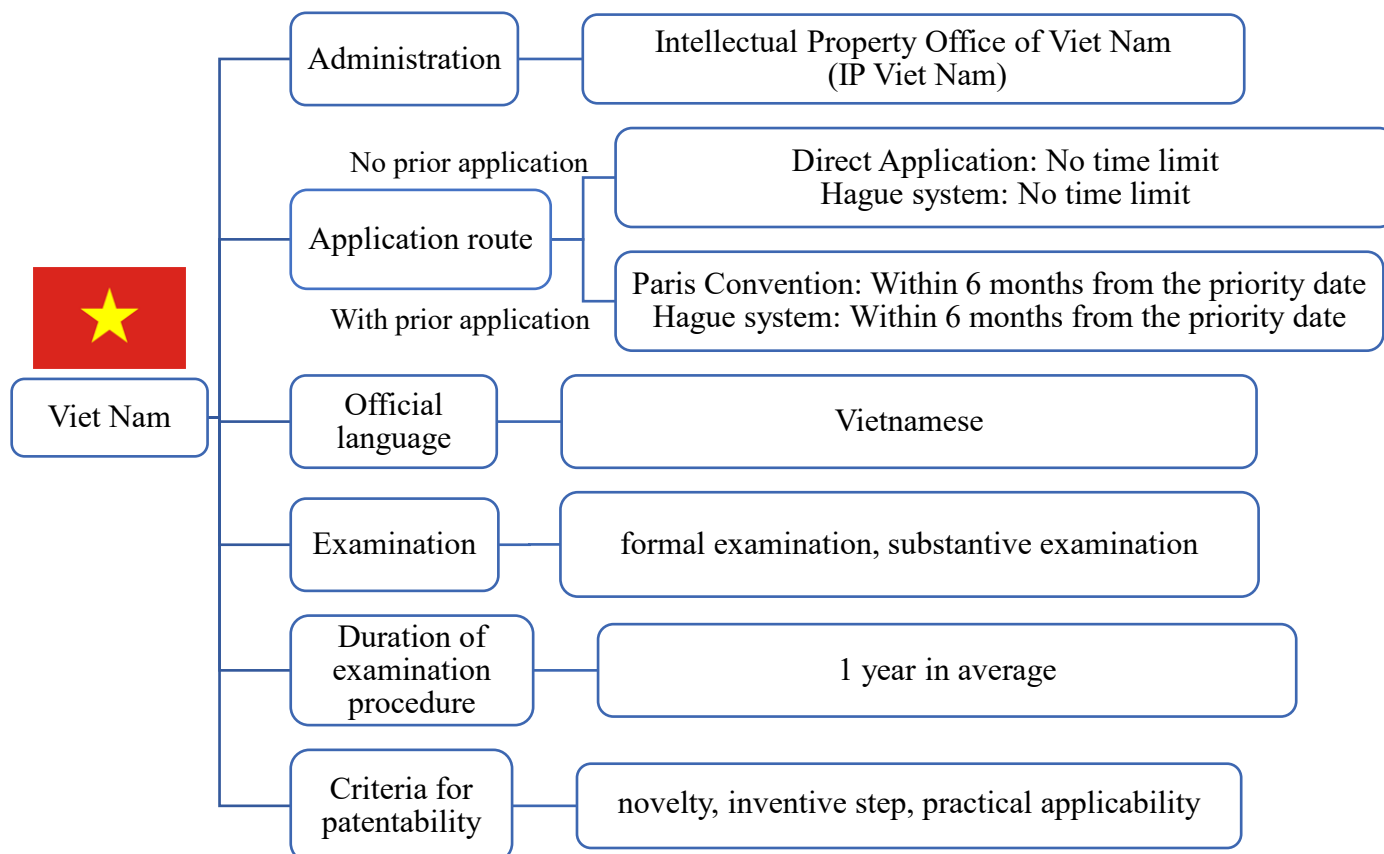 Administration
Intellectual Property Office of Viet Nam
(IP Viet Nam)
No prior application
Direct Application: No time limit
Hague system: No time limit
Application route
Paris Convention: Within 6 months from the priority date
Hague system: Within 6 months from the priority date
With prior application
Viet Nam
Official
language
Vietnamese
Examination
formal examination, substantive examination
Duration of
examination
procedure
1 year in average
Criteria for
patentability
novelty, inventive step, practical applicability